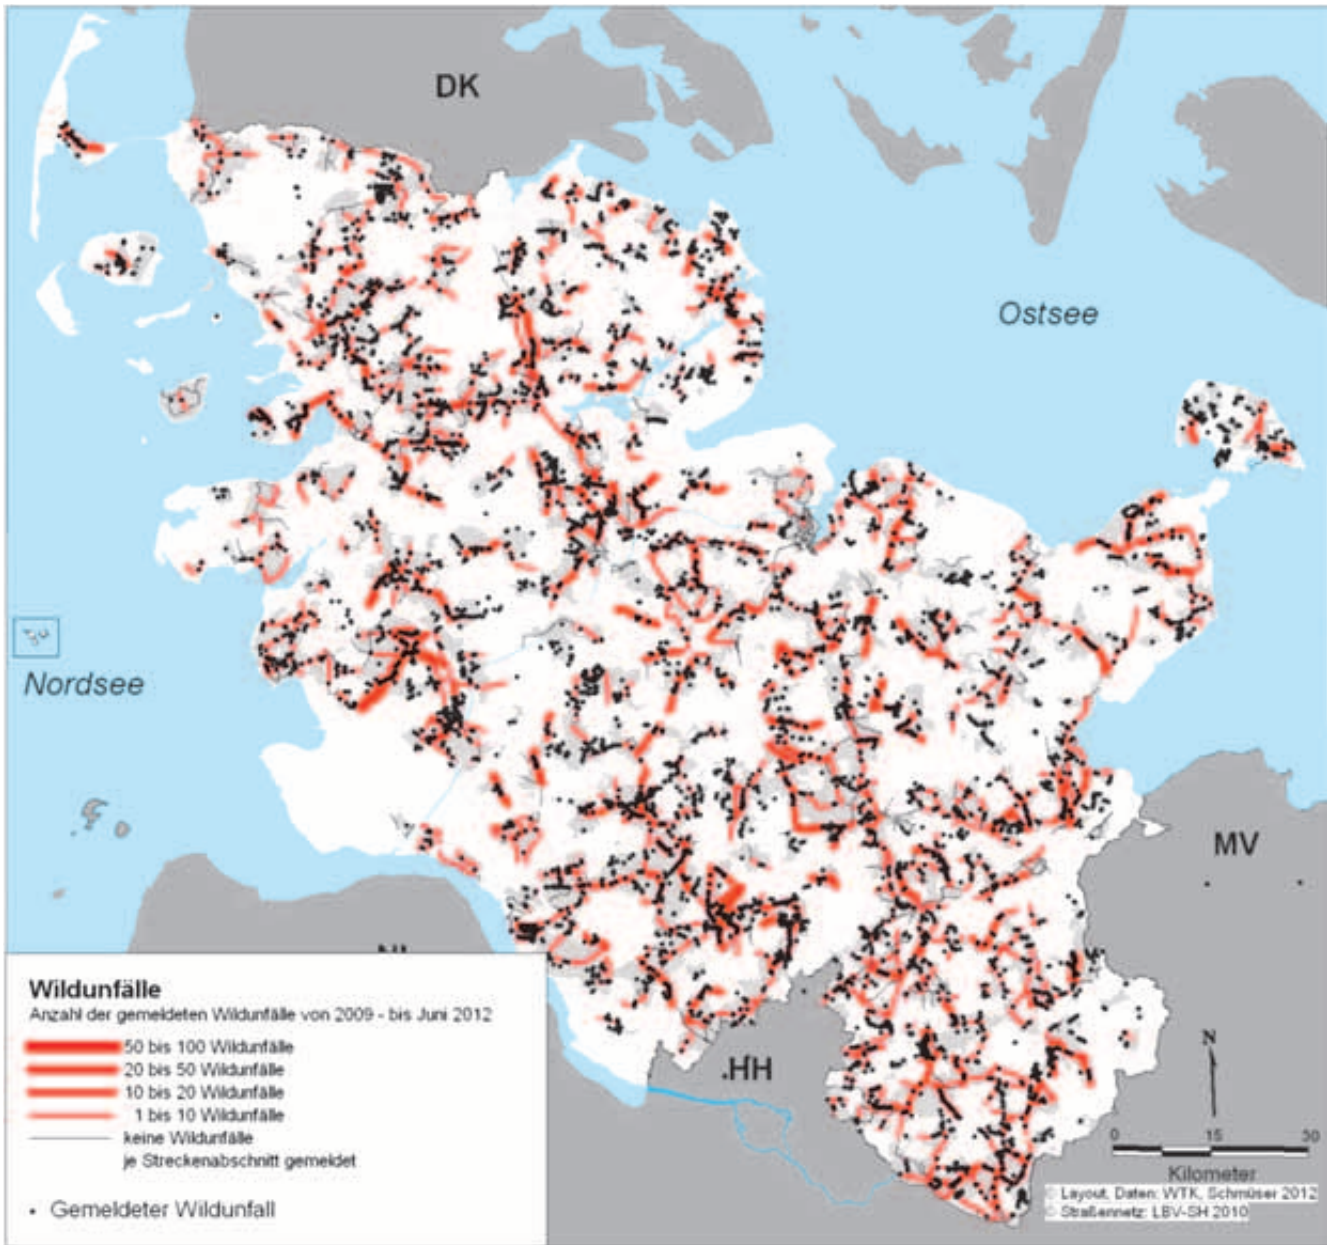 DK
Ostsee
Nordsee
MV
Wildunfälle
Anzahl der gemeldeten Wildunfälle von 2009 - bis Juni 2012
50 bis 100 Wildunfälle
20 bis 50 Wildunfälle
10 bis 20 Wildunfälle
1 bis 10 Wildunfälle
keine Wildunfälle
je Streckenabschnitt gemeldet
Gemeldeter Wildunfall
HH
N
0 15 30
Kilometer
© Layout, Daten: WTK, Schmüser 2012
© Straßennetz: LBV-SH 2010